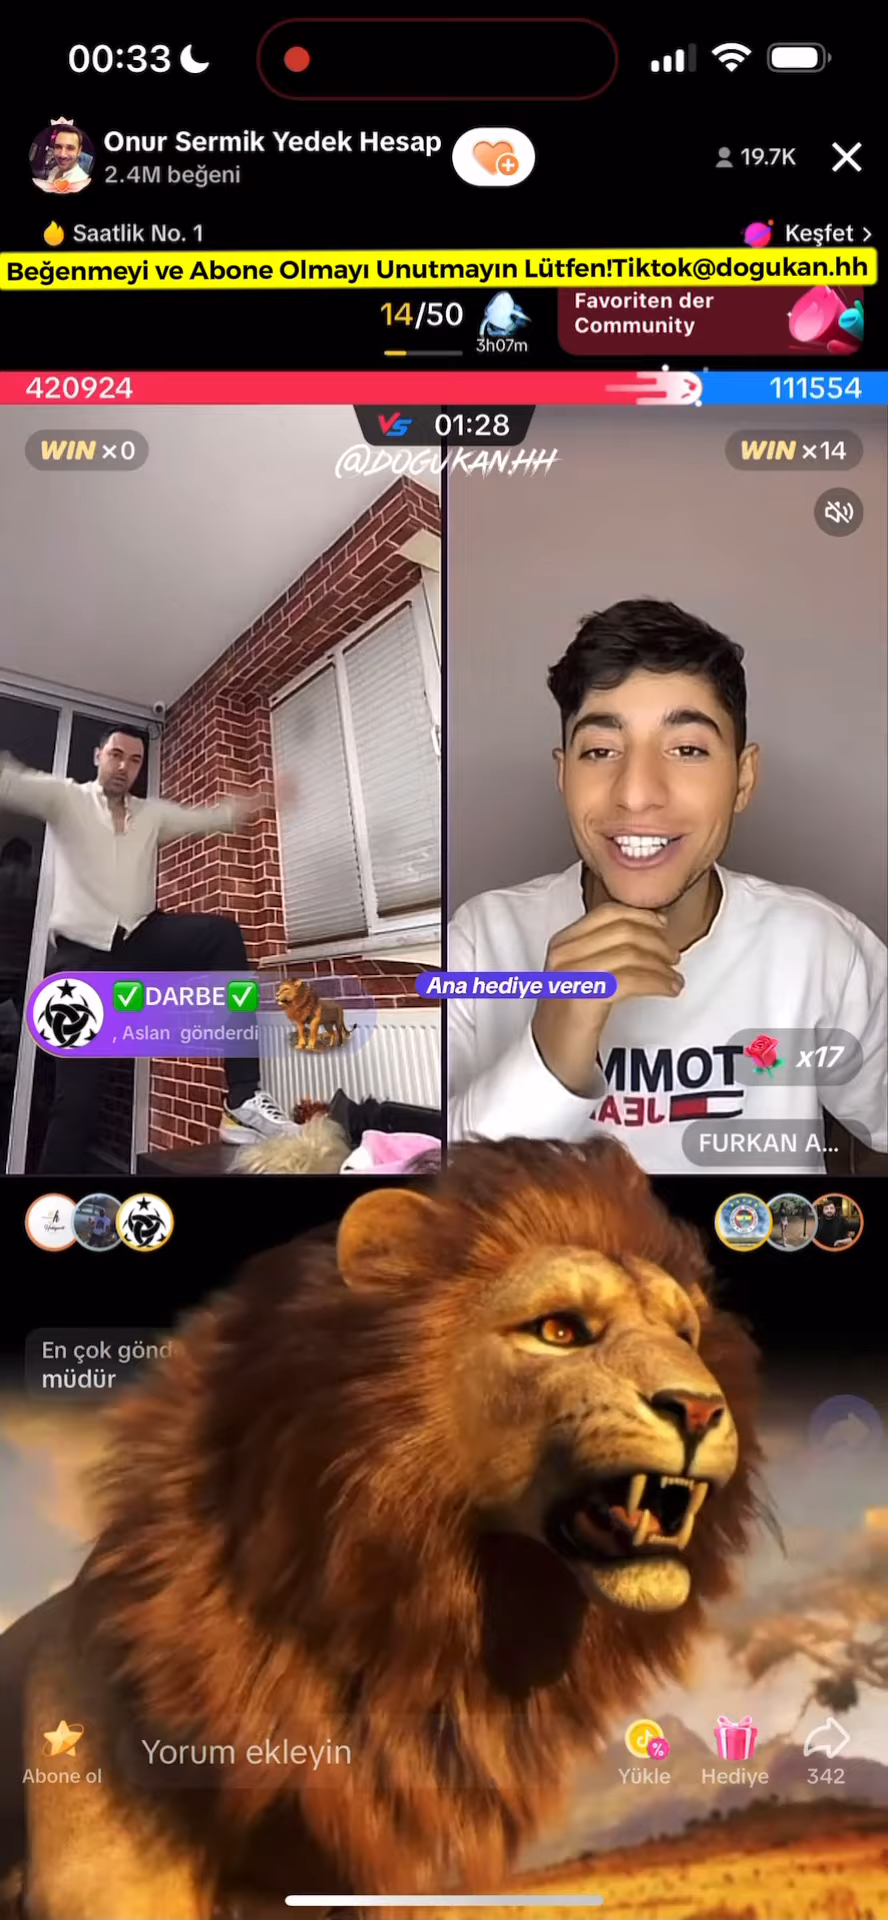 00:33
Onur Sermik Yedek Hesap
2.4M beğeni
19.7K
Saatlik No. 1
Keşfet >
Beğenmeyi ve Abone Olmayı Unutmayın Lütfen!Tiktok@dogukan.hh
14/50
3h07m
Favoriten der
Community
420924
111554
VS 01:28
WIN x0
WIN x14
@DOGUKAN.HH
✅DARBE✅
, Aslan gönderdi
Ana hediye veren
x17
FURKAN A...
En çok gönd
müdür
Yorum ekleyin
Abone ol
Yükle
Hediye
342